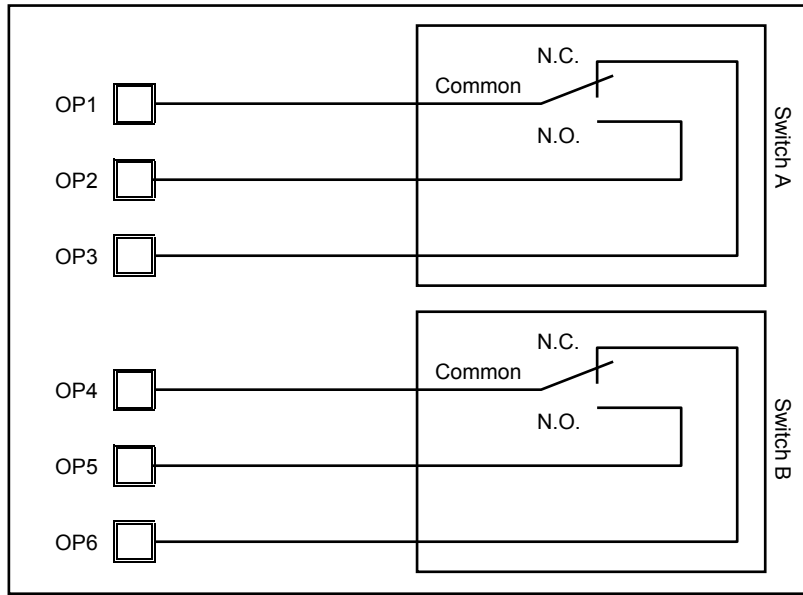 N.C.
Common
OP1
N.O.
OP2
OP3
Switch A
N.C.
Common
OP4
N.O.
OP5
OP6
Switch B